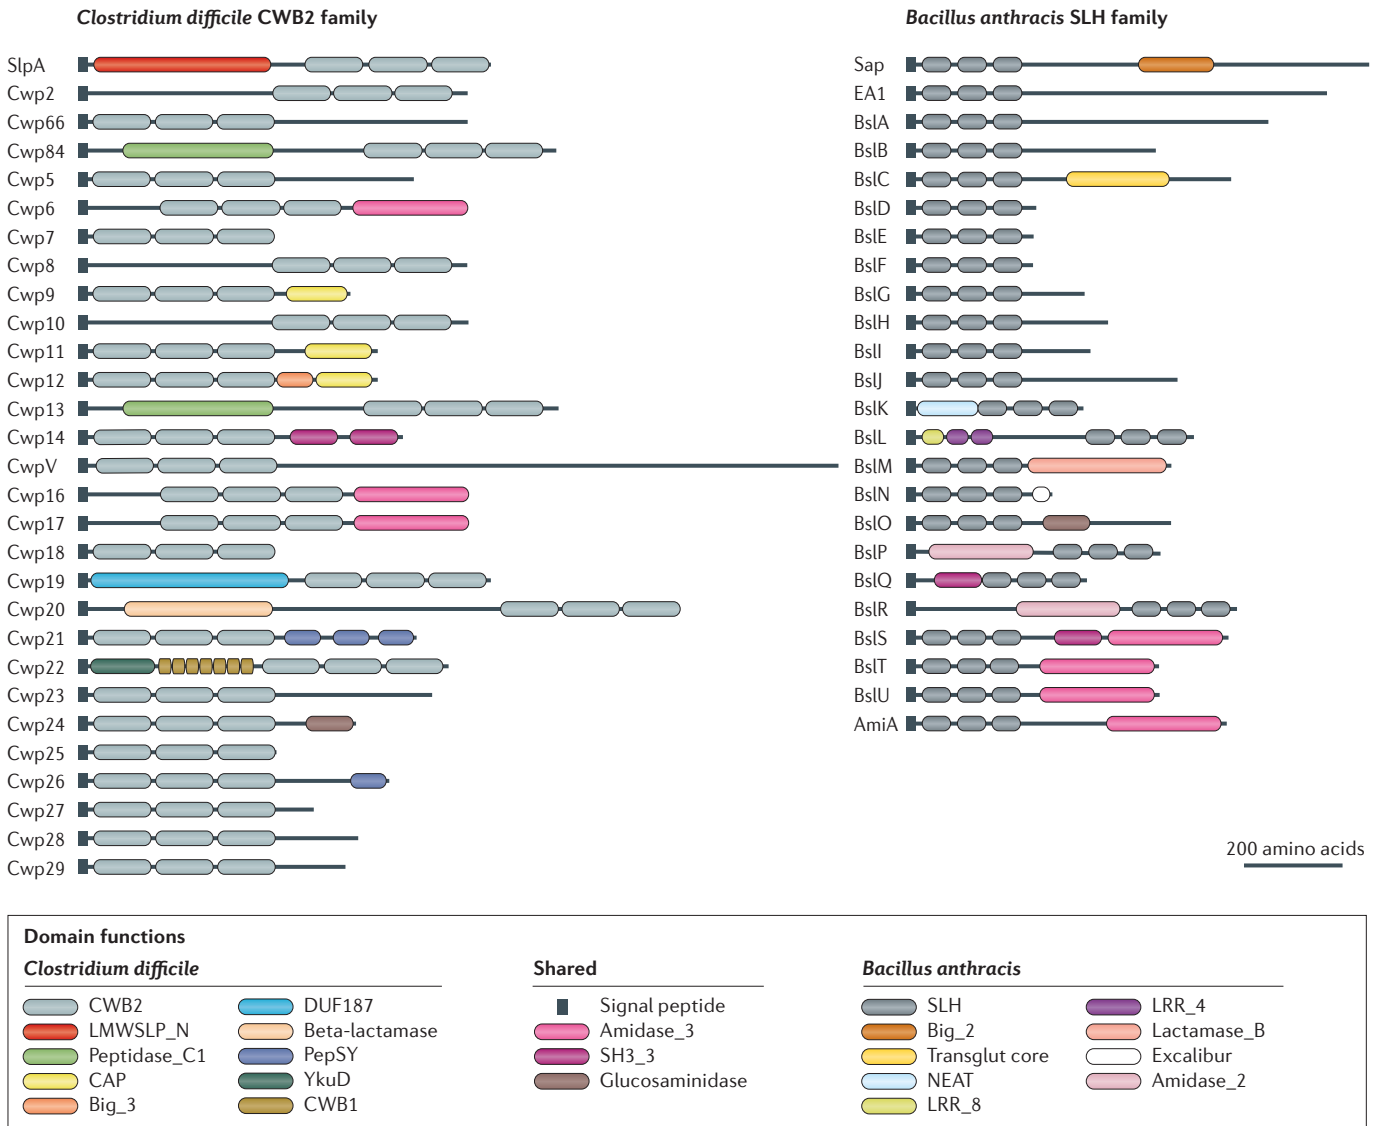 Clostridium difficile CWB2 family
SlpA
Cwp2
Cwp66
Cwp84
Cwp5
Cwp6
Cwp7
Cwp8
Cwp9
Cwp10
Cwp11
Cwp12
Cwp13
Cwp14
CwpV
Cwp16
Cwp17
Cwp18
Cwp19
Cwp20
Cwp21
Cwp22
Cwp23
Cwp24
Cwp25
Cwp26
Cwp27
Cwp28
Cwp29
Bacillus anthracis SLH family
Sap
EA1
BslA
BslB
BslC
BslD
BslE
BslF
BslG
BslH
BslI
BslJ
BslK
BslL
BslM
BslN
BslO
BslP
BslQ
BslR
BslS
BslT
BslU
AmiA
200 amino acids
Domain functions
Clostridium difficile
CWB2
LMWSLP_N
Peptidase_C1
CAP
Big_3
DUF187
Beta-lactamase
PepSY
YkuD
CWB1
Shared
Signal peptide
Amidase_3
SH3_3
Glucosaminidase
Bacillus anthracis
SLH
Big_2
Transglut core
NEAT
LRR_8
LRR_4
Lactamase_B
Excalibur
Amidase_2